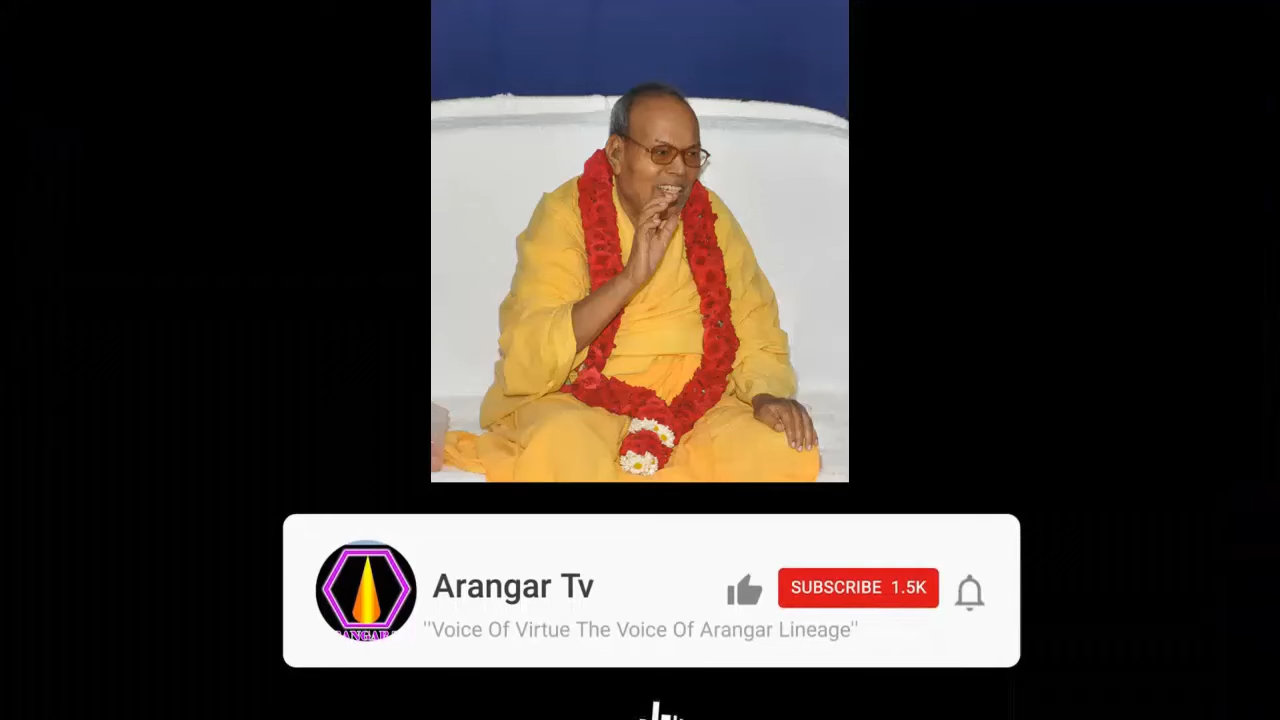 Arangar Tv
SUBSCRIBE 1.5K
"Voice Of Virtue The Voice Of Arangar Lineage"